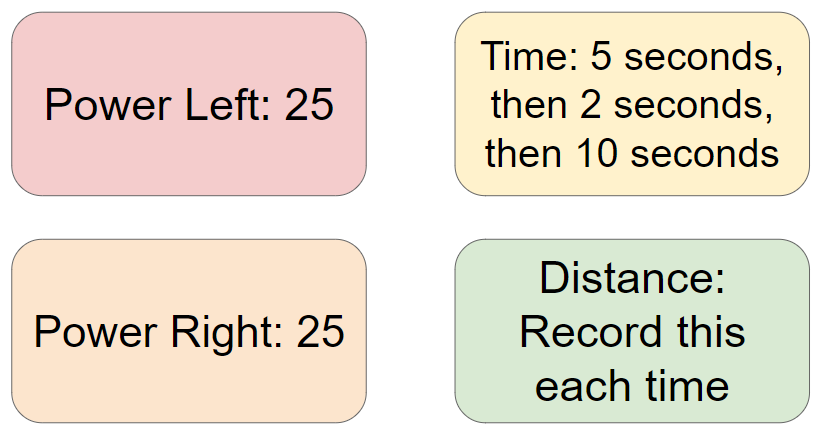 Power Left: 25
Time: 5 seconds,
then 2 seconds,
then 10 seconds
Power Right: 25
Distance:
Record this
each time